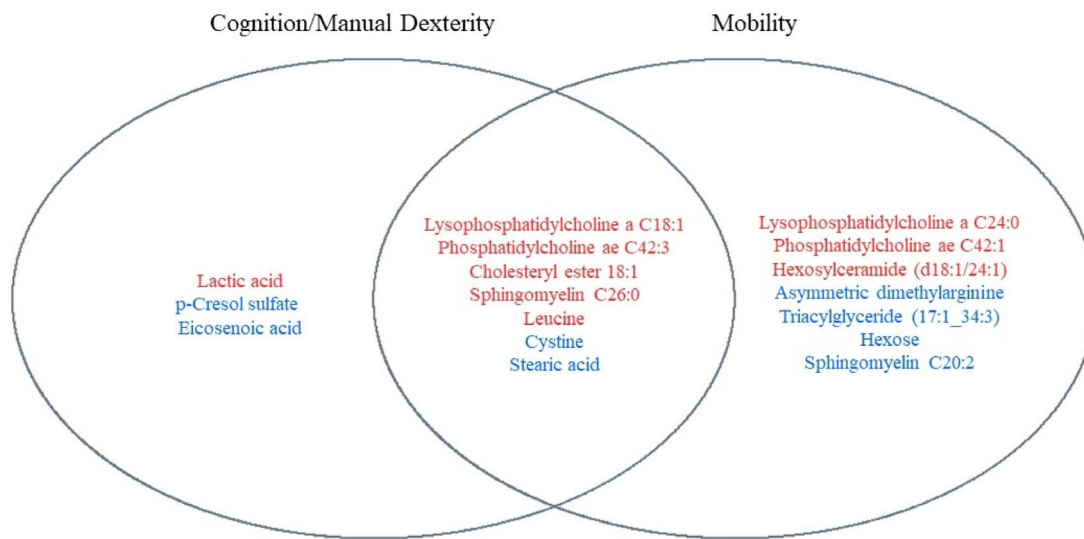 Cognition/Manual Dexterity
Mobility
Lactic acid
p-Cresol sulfate
Eicosenoic acid
Lysophosphatidylcholine a C18:1
Phosphatidylcholine ae C42:3
Cholesteryl ester 18:1
Sphingomyelin C26:0
Leucine
Cystine
Stearic acid
Lysophosphatidylcholine a C24:0
Phosphatidylcholine ae C42:1
Hexosylceramide (d18:1/24:1)
Asymmetric dimethylarginine
Triacylglyceride (17:1_34:3)
Hexose
Sphingomyelin C20:2